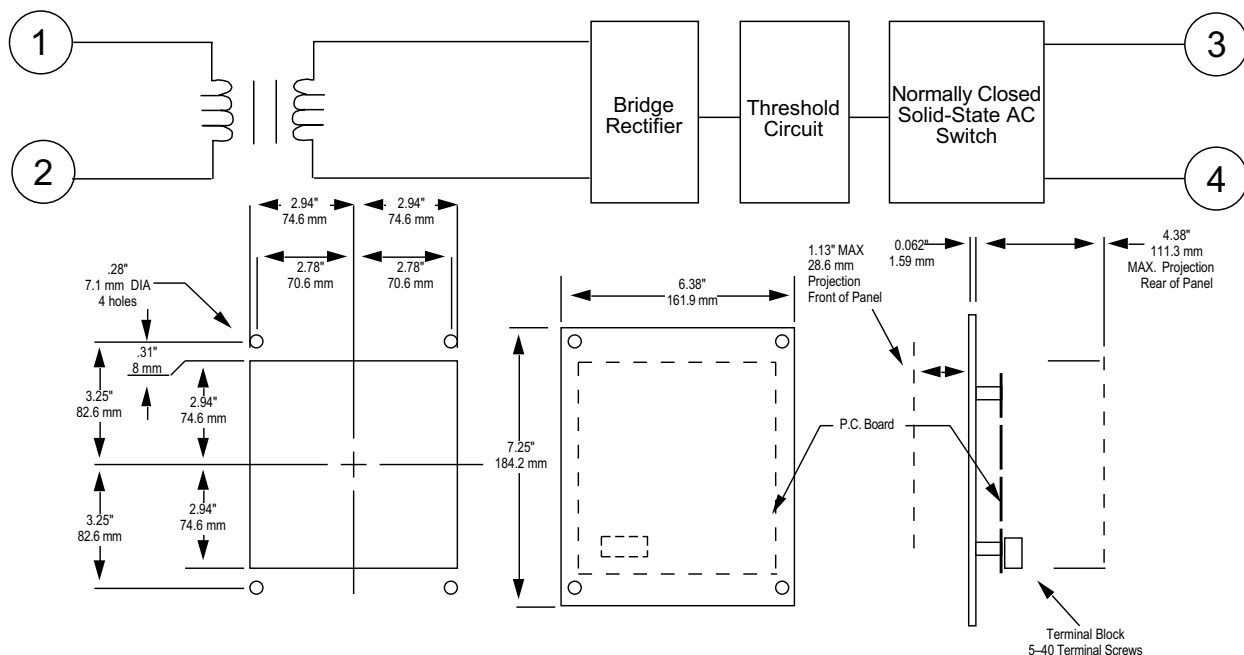 1
2
Bridge
Rectifier
Threshold
Circuit
Normally Closed
Solid-State AC
Switch
3
4
2.94"
74.6 mm
2.94"
74.6 mm
.28"
7.1 mm DIA
4 holes
2.78"
70.6 mm
2.78"
70.6 mm
.31"
8 mm
3.25"
82.6 mm
2.94"
74.6 mm
3.25"
82.6 mm
2.94"
74.6 mm
6.38"
161.9 mm
7.25"
184.2 mm
1.13" MAX
28.6 mm
Projection
Front of Panel
0.062"
1.59 mm
4.38"
111.3 mm
MAX. Projection
Rear of Panel
P.C. Board
Terminal Block
5–40 Terminal Screws